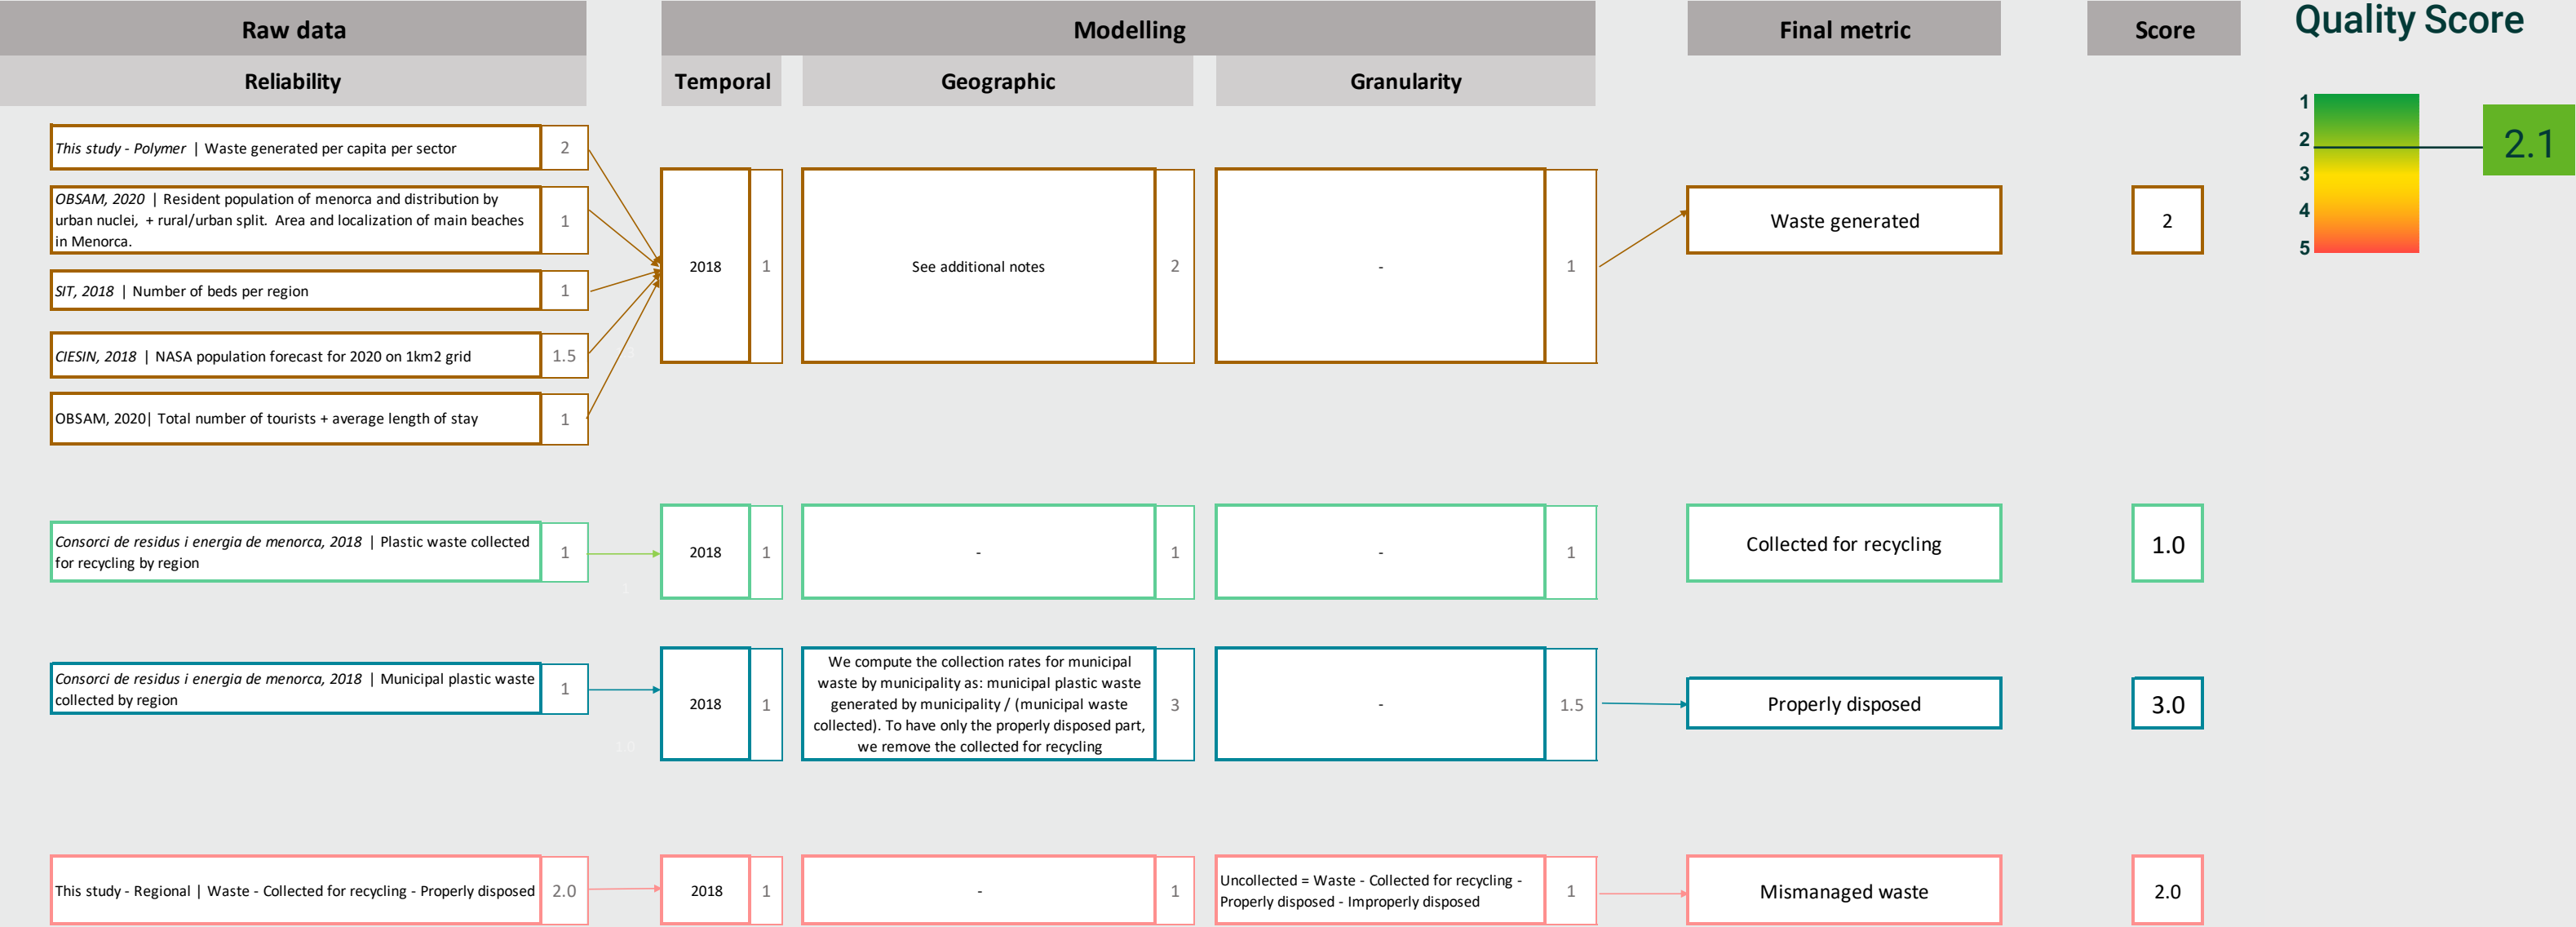 Raw data
Modelling
Final metric
Score
Quality Score
Reliability
Temporal
Geographic
Granularity
1
2
3
4
5
2.1
This study - Polymer | Waste generated per capita per sector
2
OBSAM, 2020 | Resident population of menorca and distribution by
urban nuclei, + rural/urban split. Area and localization of main beaches
in Menorca.
1
SIT, 2018 | Number of beds per region
1
CIESIN, 2018 | NASA population forecast for 2020 on 1km2 grid
1.5
OBSAM, 2020| Total number of tourists + average length of stay
1
2018
1
See additional notes
2
-
1
Waste generated
2
Consorci de residus i energia de menorca, 2018 | Plastic waste collected
for recycling by region
1
1
2018
1
-
1
-
1
Collected for recycling
1.0
Consorci de residus i energia de menorca, 2018 | Municipal plastic waste
collected by region
1
1.0
2018
1
We compute the collection rates for municipal
waste by municipality as: municipal plastic waste
generated by municipality / (municipal waste
collected). To have only the properly disposed part,
we remove the collected for recycling
3
-
1.5
Properly disposed
3.0
This study - Regional | Waste - Collected for recycling - Properly disposed
2.0
2018
1
-
1
Uncollected = Waste - Collected for recycling -
Properly disposed - Improperly disposed
1
Mismanaged waste
2.0